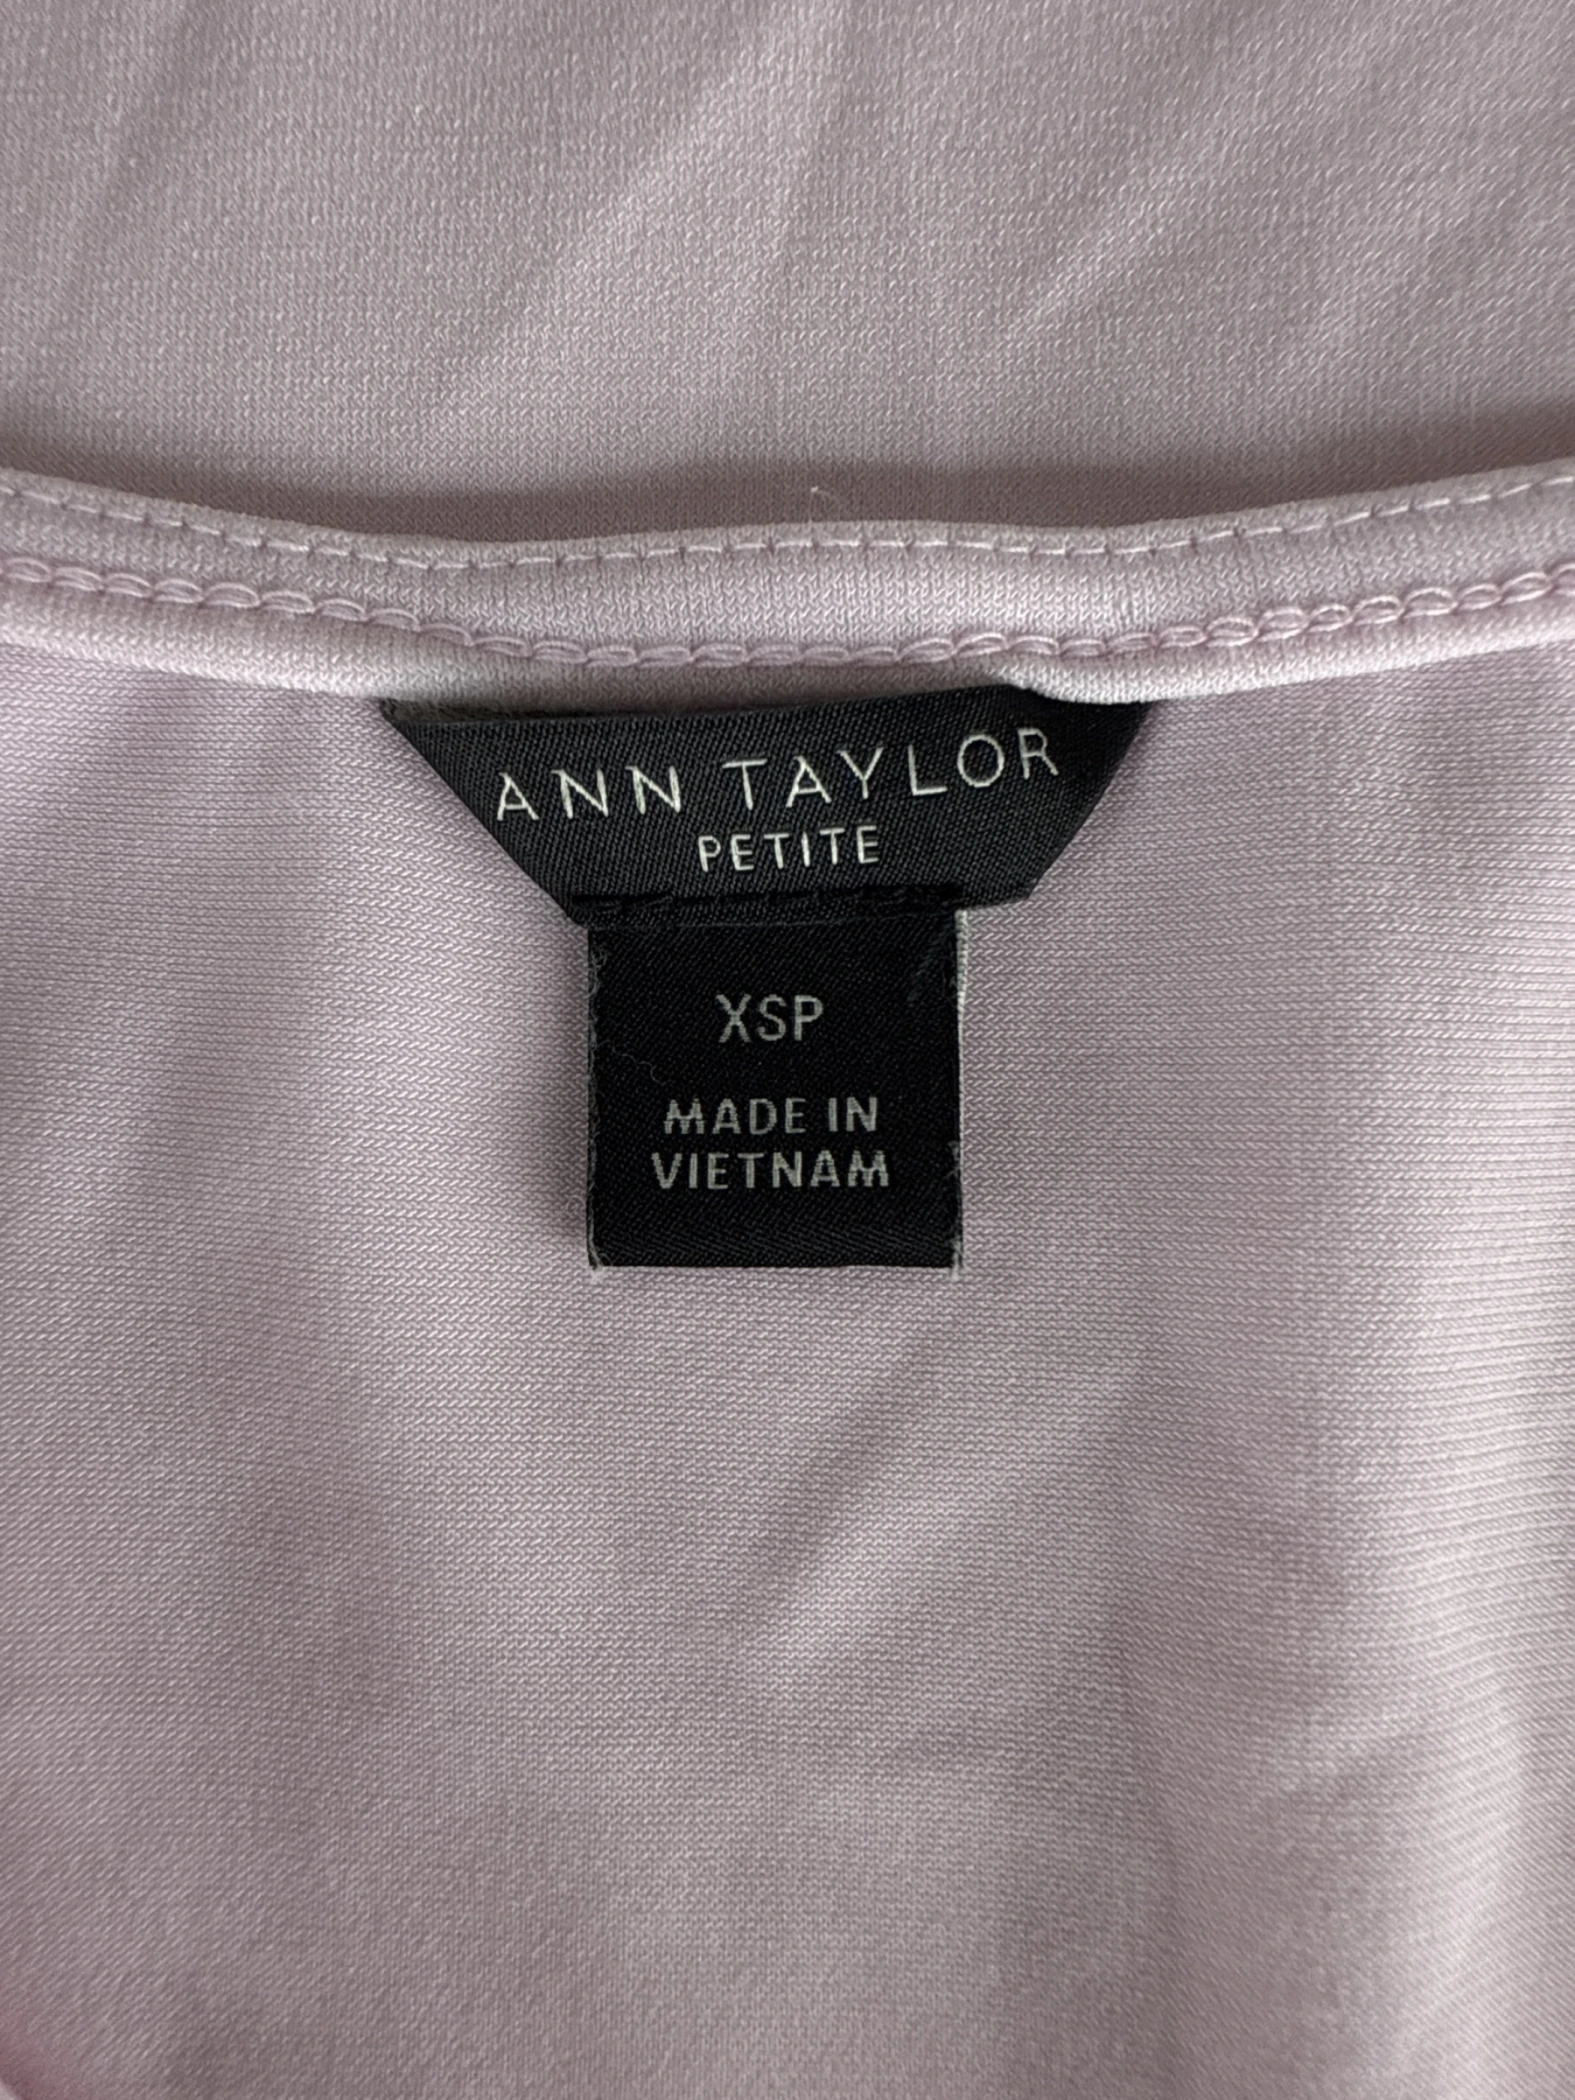 ANN TAYLOR
PETITE
XSP
MADE IN
VIETNAM